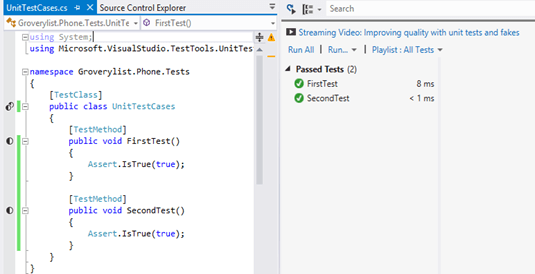 UnitTestCases.cs
Source Control Explorer
Groverylist.Phone.Tests.UnitTe
FirstTest()
using System;
using Microsoft.VisualStudio.TestTools.UnitTes
namespace Groverylist.Phone.Tests
{
[TestClass]
public class UnitTestCases
{
[TestMethod]
public void FirstTest()
{
Assert.IsTrue(true);
}
[TestMethod]
public void SecondTest()
{
Assert.IsTrue(true);
}
}
}
Search
Streaming Video: Improving quality with unit tests and fakes
Run All | Run... | Playlist : All Tests
Passed Tests (2)
FirstTest 8 ms
SecondTest < 1 ms